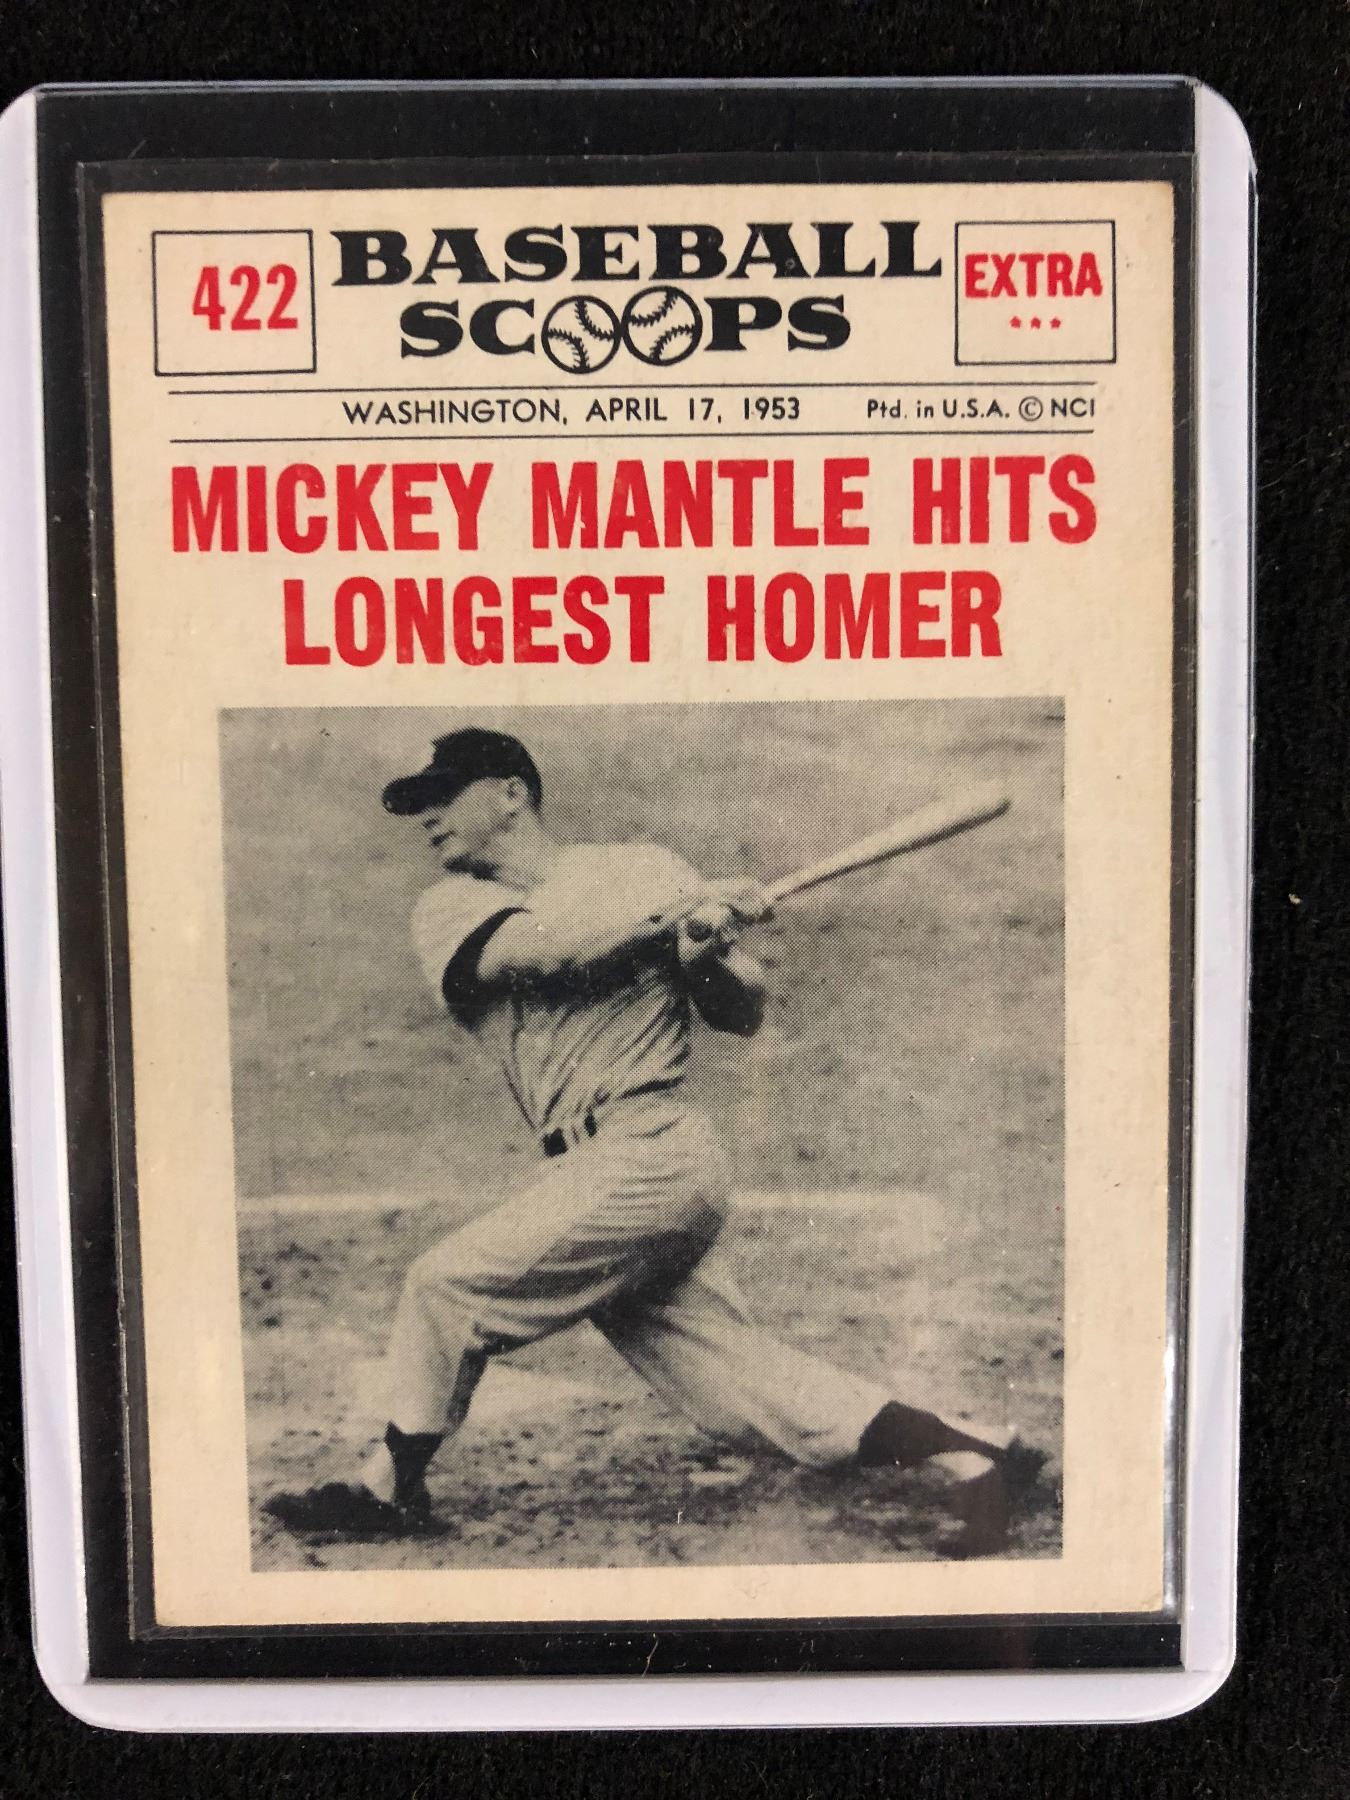 422
BASEBALL
SCOOPS
EXTRA
***
WASHINGTON, APRIL 17, 1953 Ptd. in U.S.A. © NCI
MICKEY MANTLE HITS
LONGEST HOMER